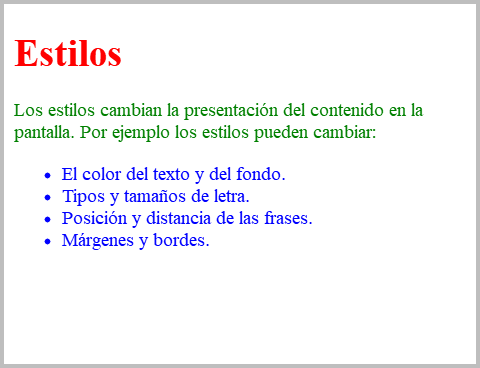 Estilos
Los estilos cambian la presentación del contenido en la
pantalla. Por ejemplo los estilos pueden cambiar:
El color del texto y del fondo.
Tipos y tamaños de letra.
Posición y distancia de las frases.
Márgenes y bordes.